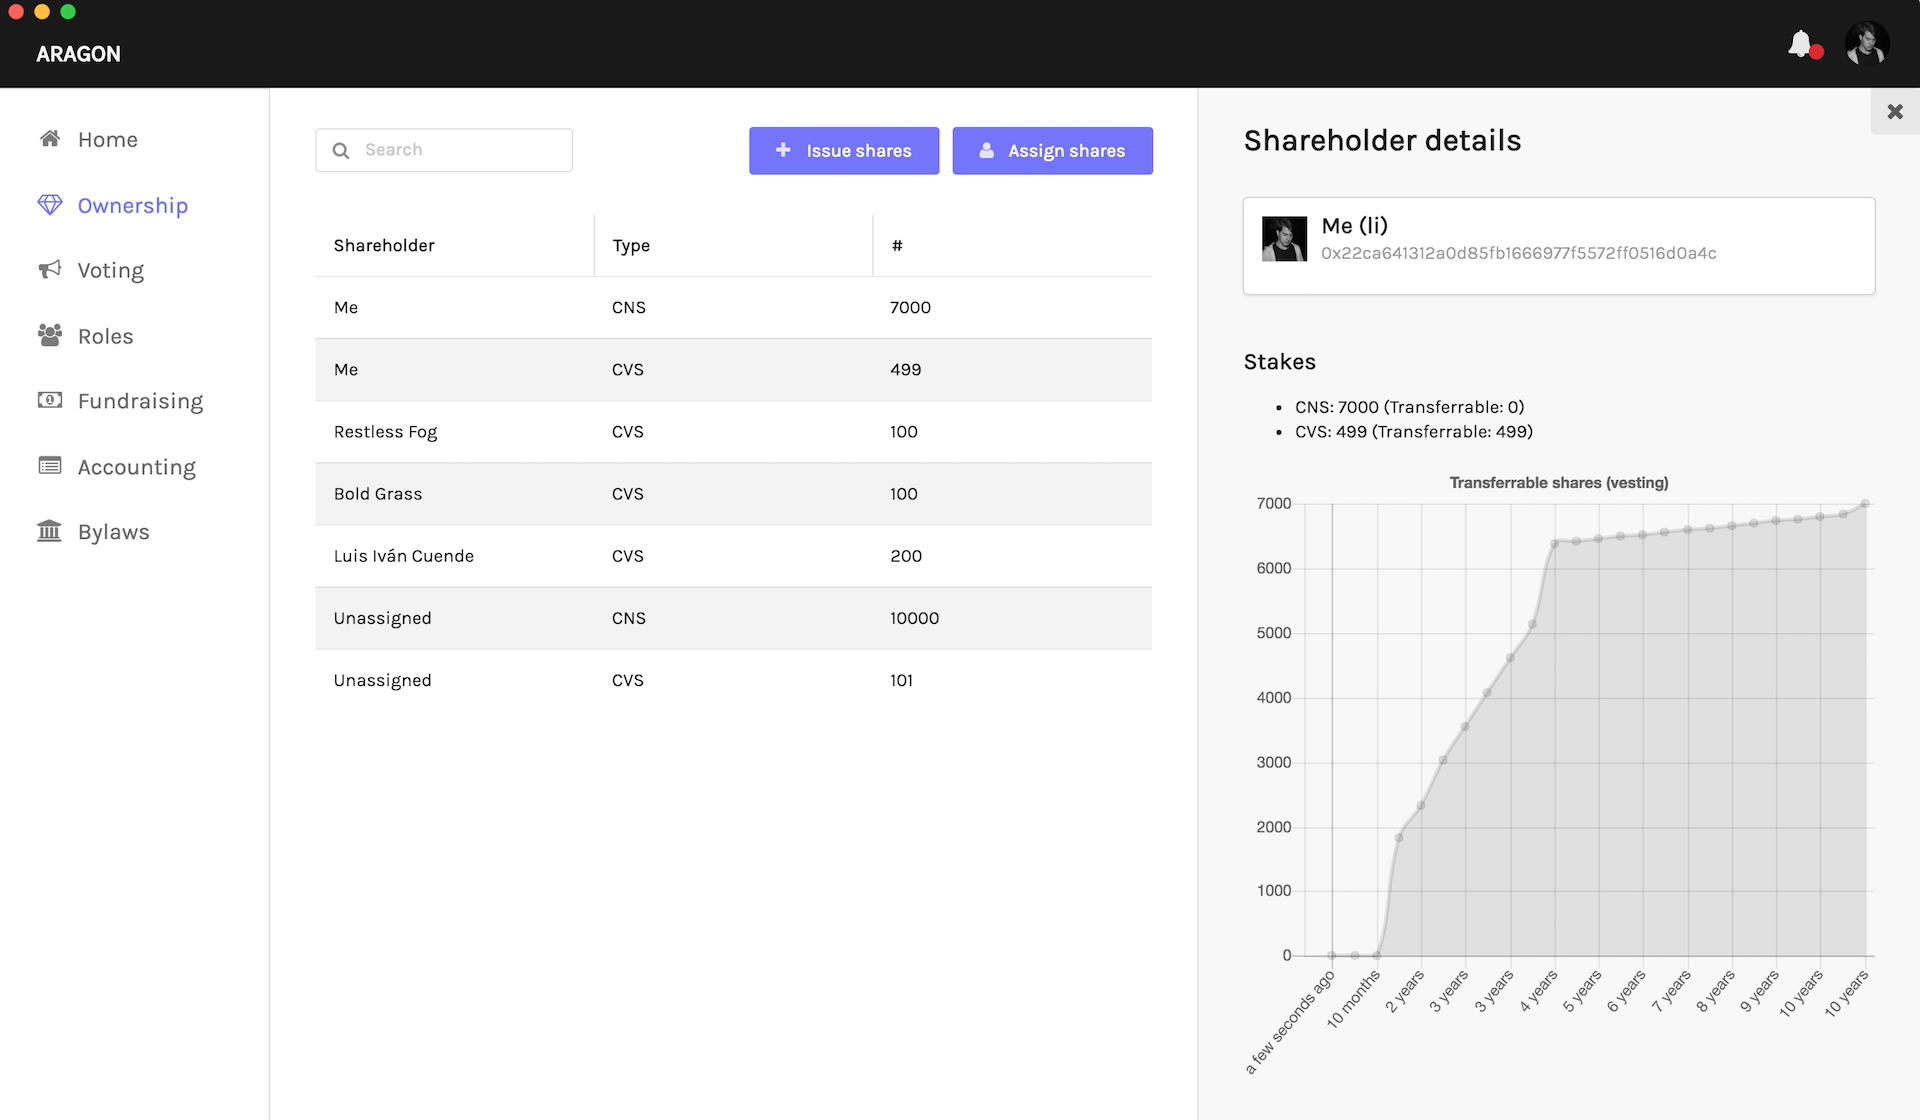 ARAGON
Home
Ownership
Voting
Roles
Fundraising
Accounting
Bylaws
Search
Issue shares
Assign shares
Shareholder Type #
Me CNS 7000
Me CVS 499
Restless Fog CVS 100
Bold Grass CVS 100
Luis Iván Cuende CVS 200
Unassigned CNS 10000
Unassigned CVS 101
Shareholder details
Me (li)
0x22ca641312a0d85fb1666977f5572ff0516d0a4c
Stakes
CNS: 7000 (Transferrable: 0)
CVS: 499 (Transferrable: 499)
Transferrable shares (vesting)
7000
6000
5000
4000
3000
2000
1000
0
a few seconds ago
10 months
2 years
3 years
3 years
4 years
5 years
6 years
7 years
8 years
9 years
10 years
10 years